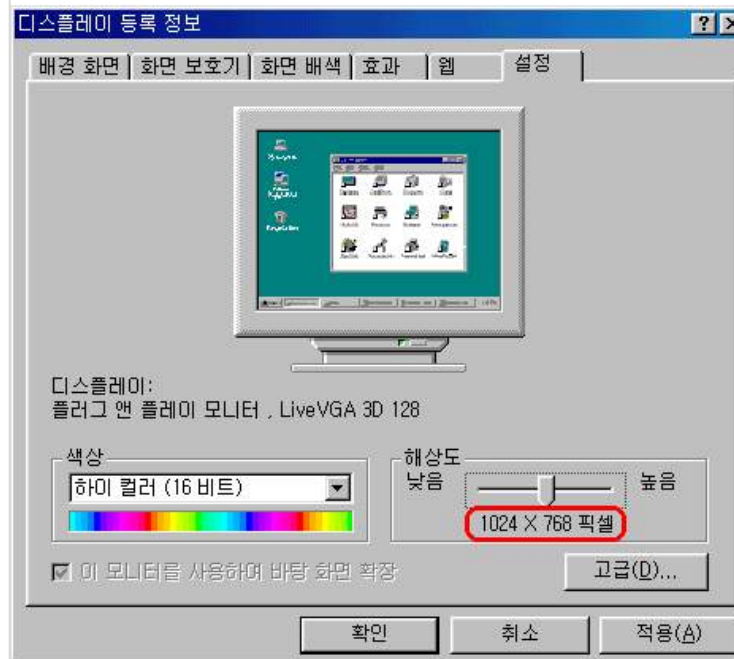 디스플레이 등록 정보
배경 화면 화면 보호기 화면 배색 효과 웹 설정
디스플레이:
플러그 앤 플레이 모니터 , LiveVGA 3D 128
색상
하이 컬러 (16 비트)
해상도
낮음 높음
1024 X 768 픽셀
이 모니터를 사용하여 바탕 화면 확장
고급(D)...
확인 취소 적용(A)